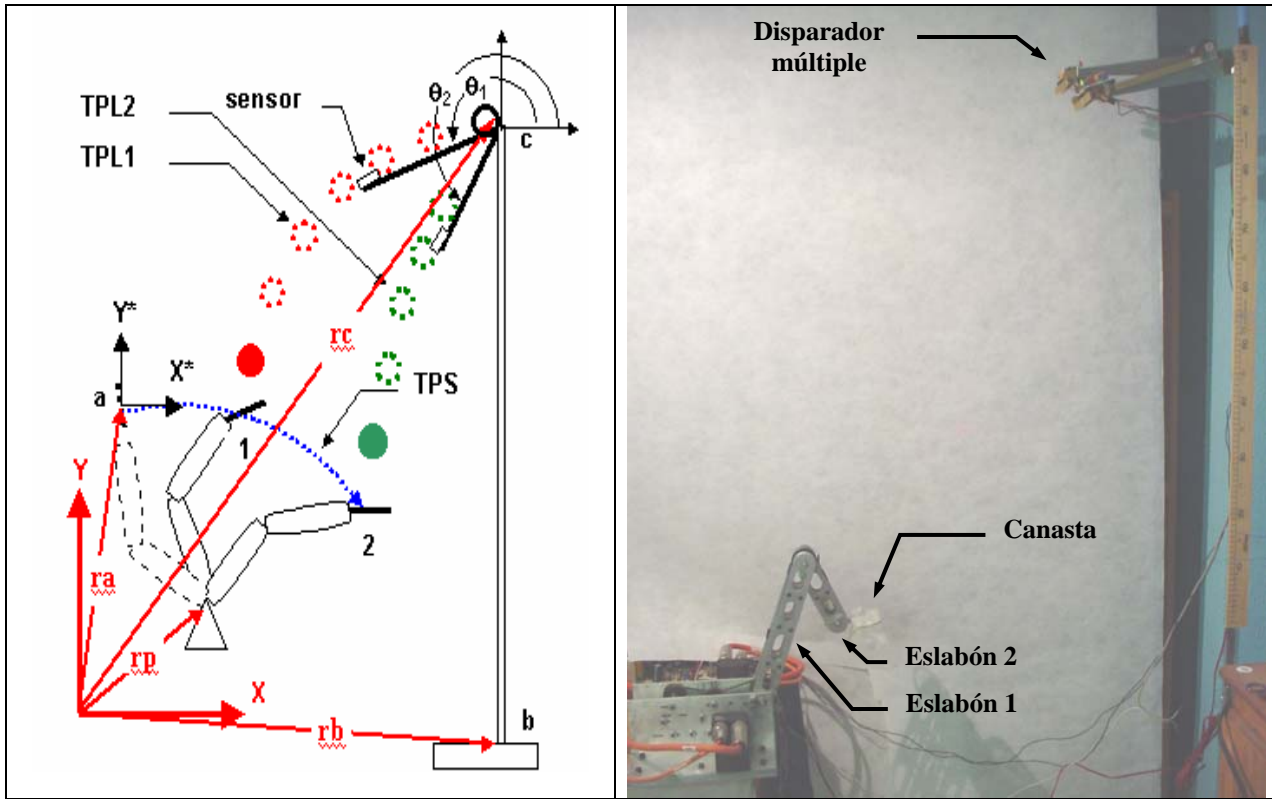 TPL2
TPL1
sensor
θ2
θ1
c
rc
Y*
X*
a
TPS
1
2
Y
ra
rp
X
rb
b
Disparador
múltiple
Canasta
Eslabón 2
Eslabón 1